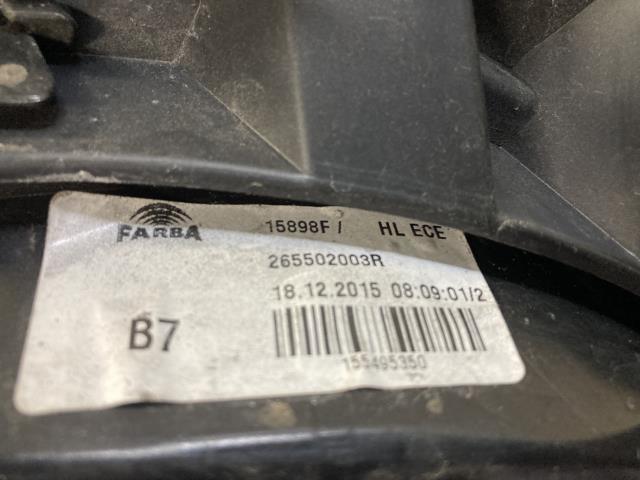 FARBA
15898F / HL ECE
265502003R
18.12.2015 08:09:01/2
B7
155495350